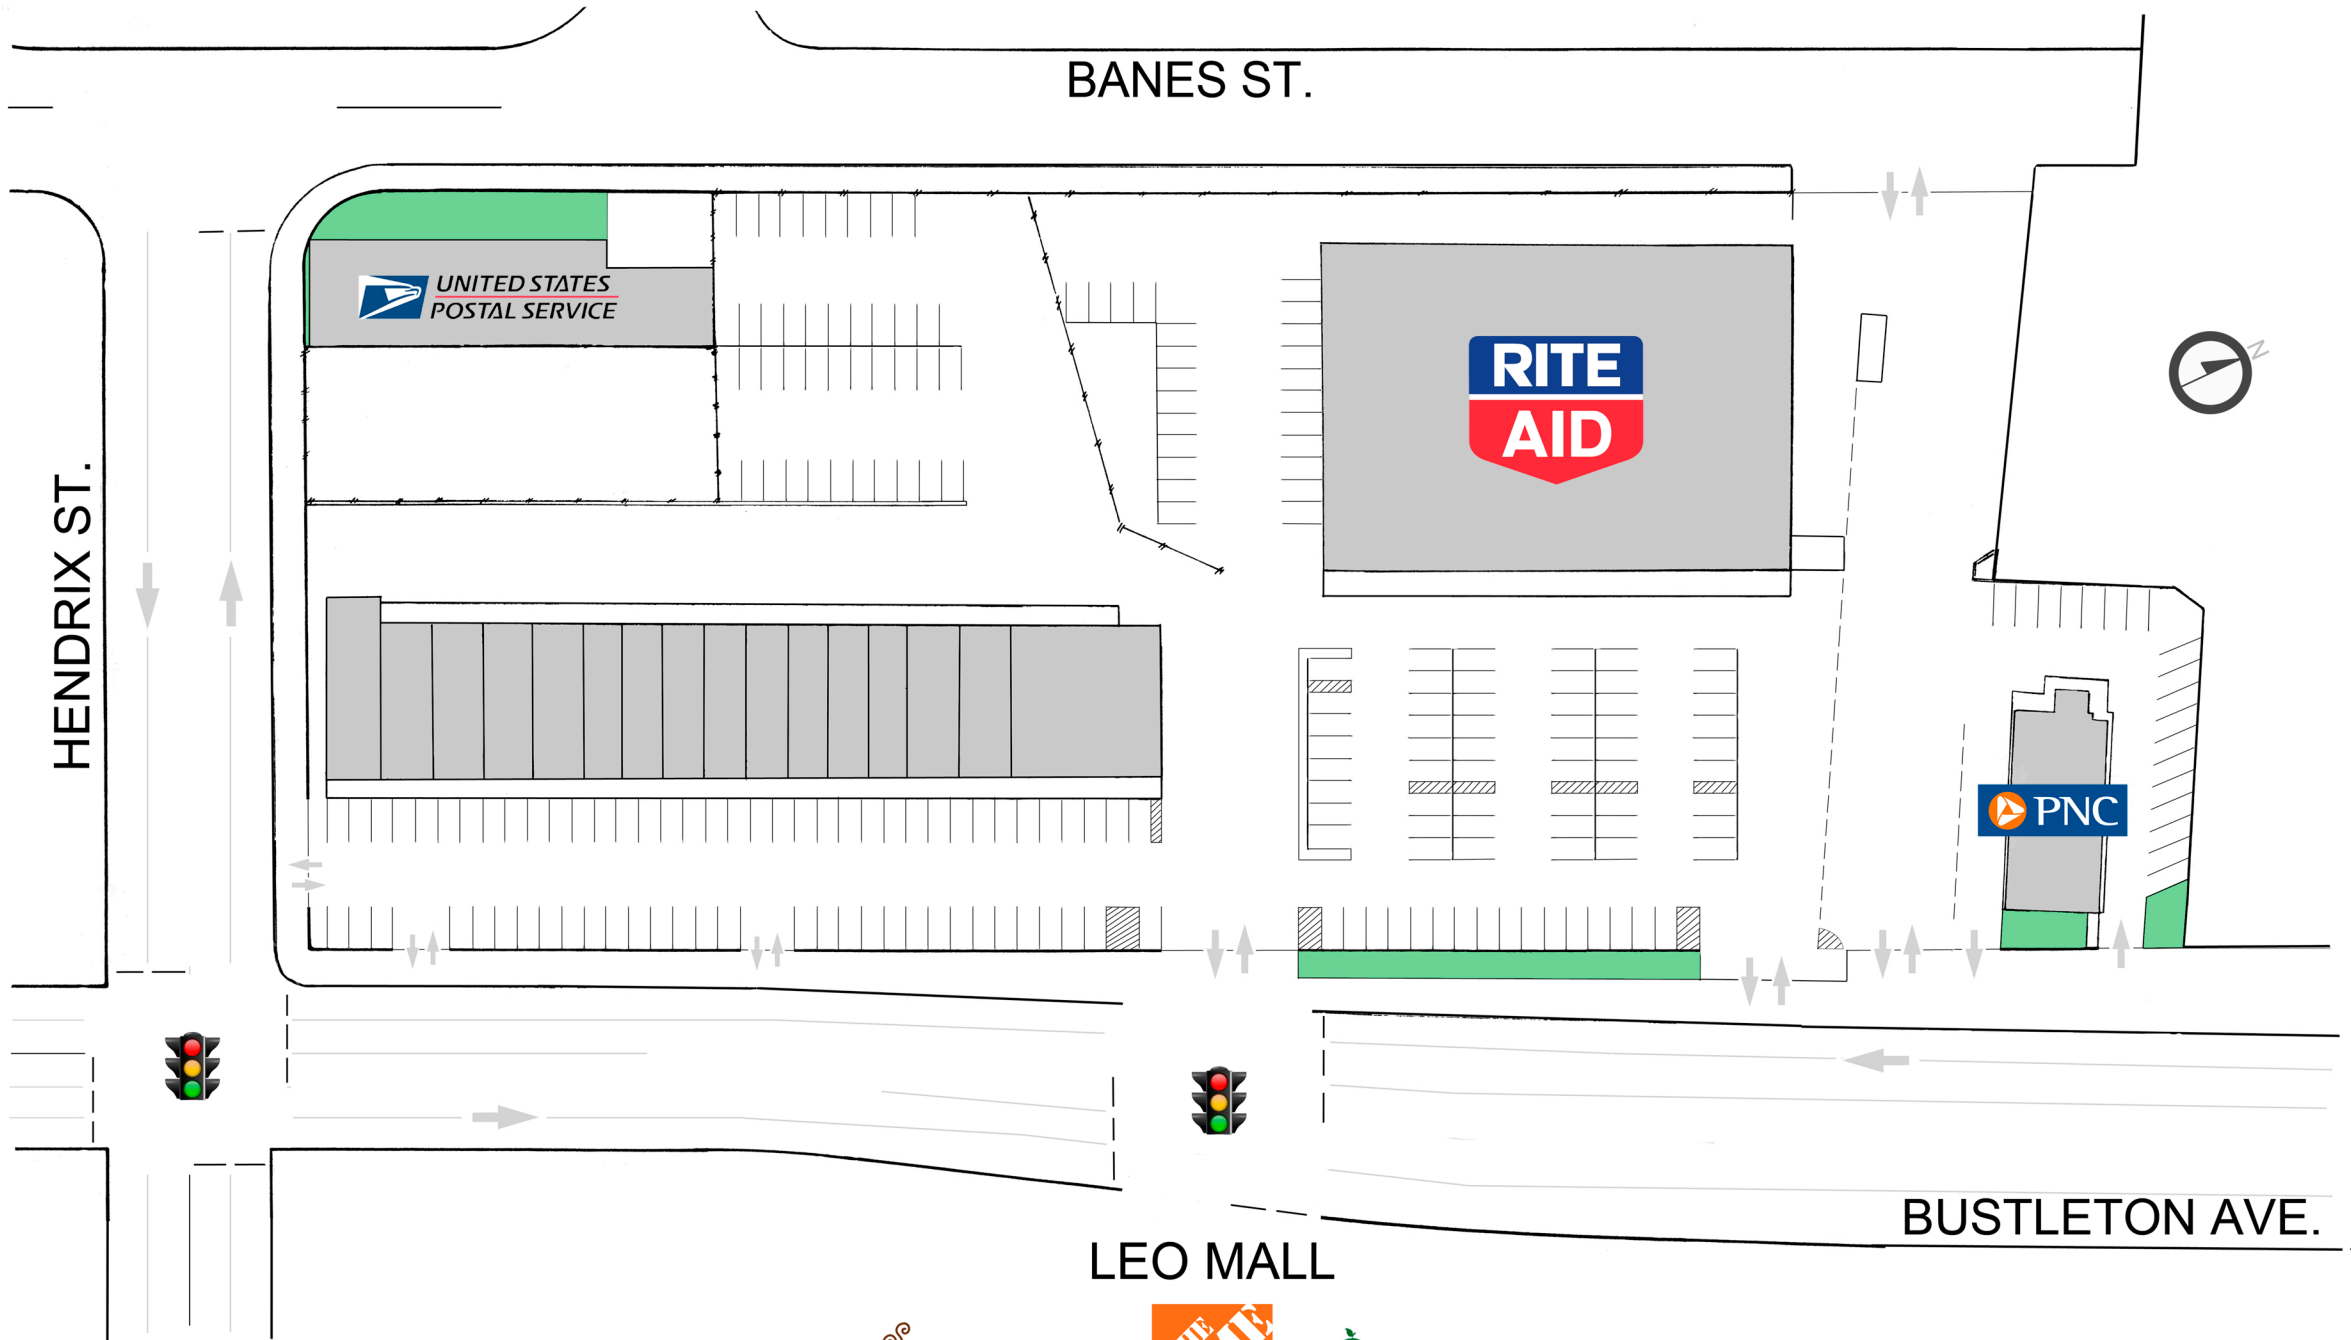 BANES ST.
UNITED STATES
POSTAL SERVICE
RITE
AID
N
HENDRIX ST.
PNC
BUSTLETON AVE.
LEO MALL